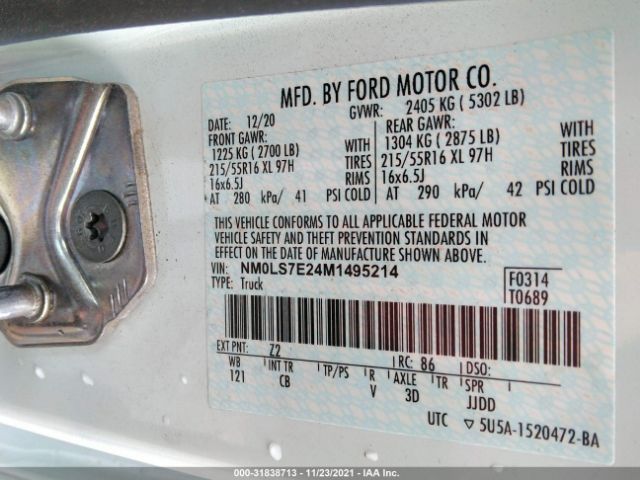 MFD. BY FORD MOTOR CO.
DATE: 12/20 GVWR: 2405 KG ( 5302 LB)
FRONT GAWR: REAR GAWR:
1225 KG ( 2700 LB) WITH 1304 KG ( 2875 LB) WITH
215/55R16 XL 97H TIRES 215/55R16 XL 97H TIRES
16x6.5J RIMS 16x6.5J RIMS
AT 280 kPa/ 41 PSI COLD AT 290 kPa/ 42 PSI COLD
THIS VEHICLE CONFORMS TO ALL APPLICABLE FEDERAL MOTOR
VEHICLE SAFETY AND THEFT PREVENTION STANDARDS IN
EFFECT ON THE DATE OF MANUFACTURE SHOWN ABOVE.
VIN: NM0LS7E24M1495214
TYPE: Truck
F0314
T0689
EXT PNT: Z2 RC: 86 DSO:
WB INT TR TP/PS R AXLE TR SPR
121 CB V 3D JJDD
UTC ▽ 5U5A-1520472-BA
000-31838713 - 11/23/2021 - IAA Inc.